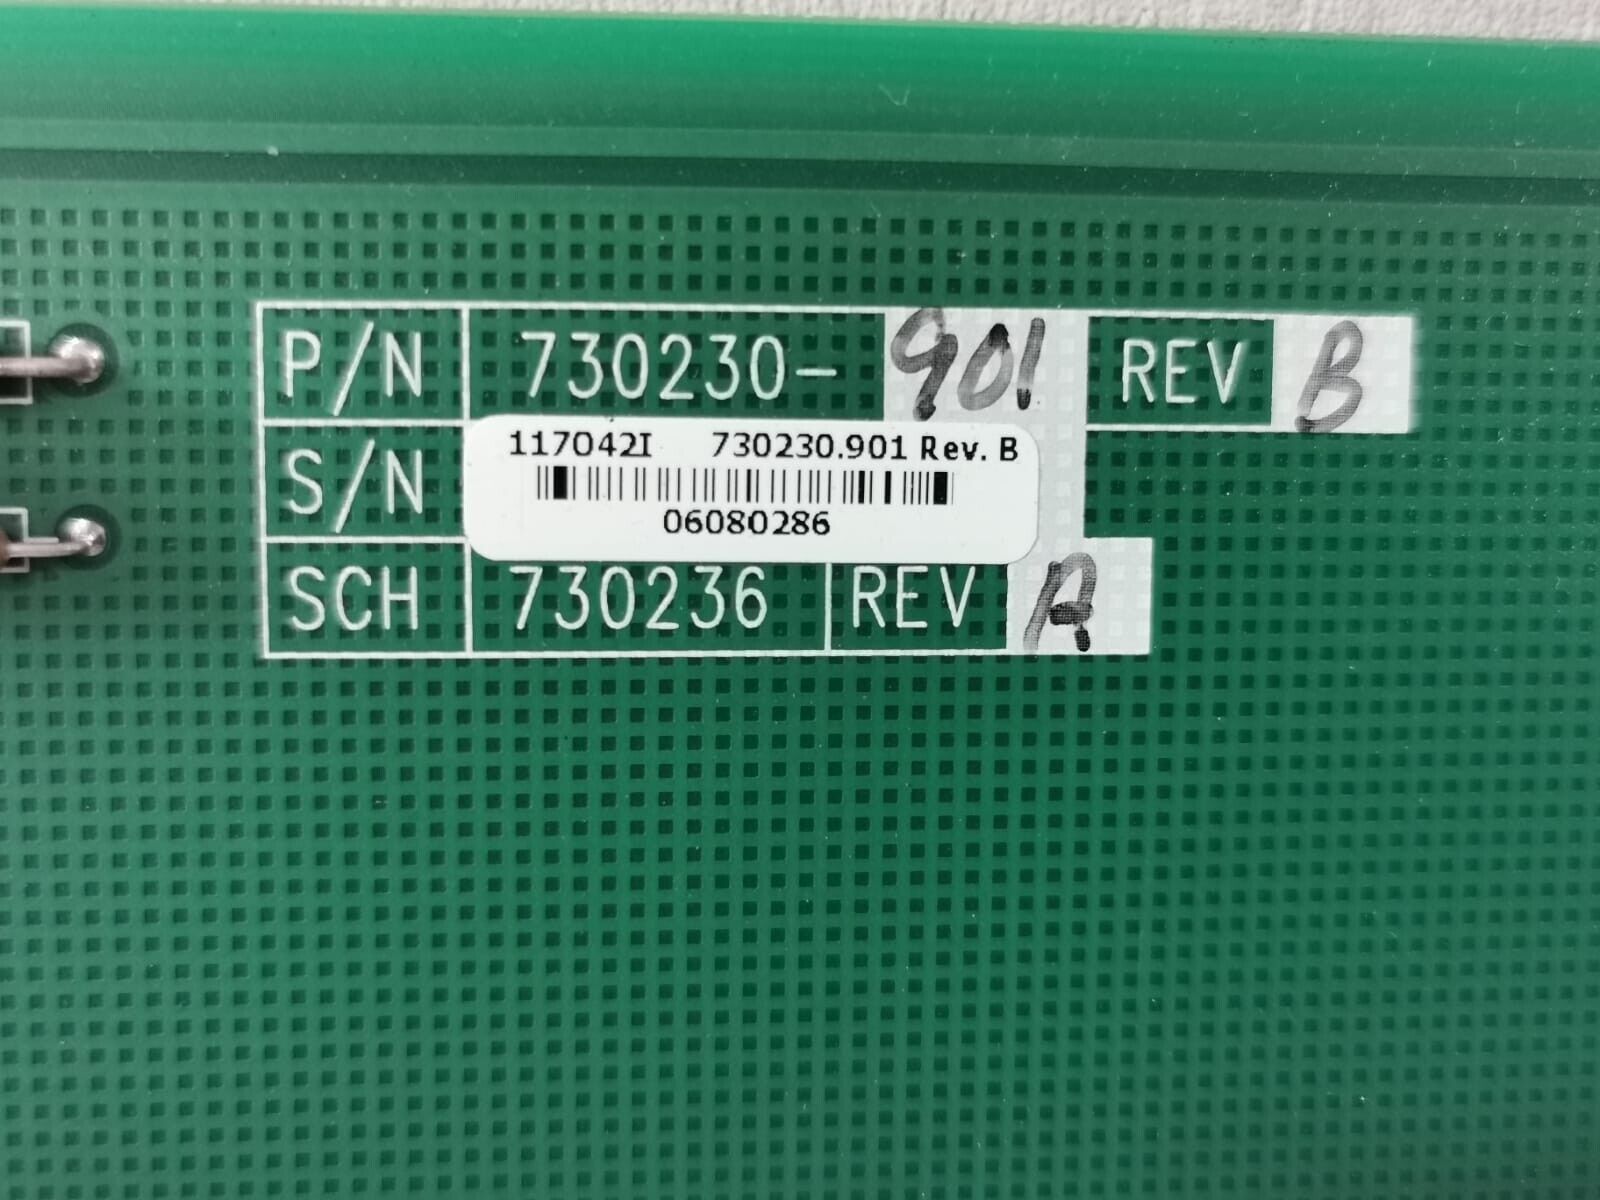 P/N 730230-901 REV B
S/N 117042I 730230.901 Rev. B
06080286
SCH 730236 REV A